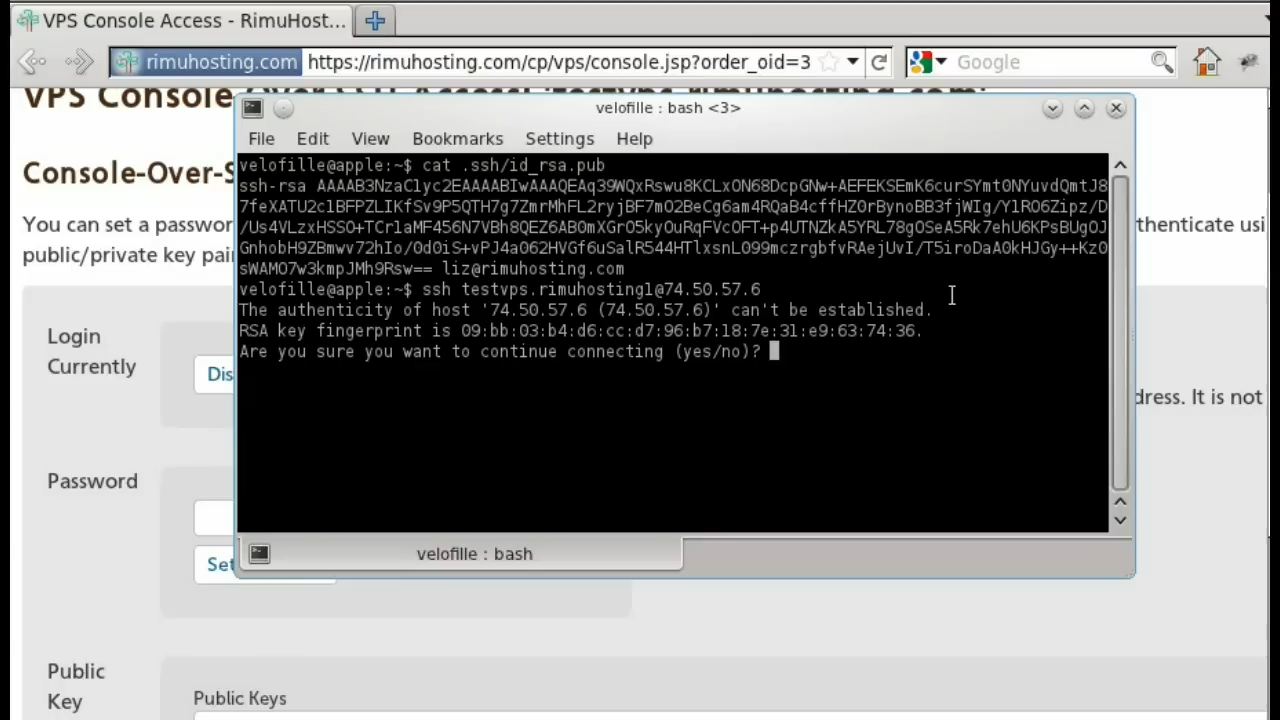 VPS Console Access - RimuHost...
rimuhosting.com https://rimuhosting.com/cp/vps/console.jsp?order_oid=3
Google
VPS Console
velofille : bash <3>
File Edit View Bookmarks Settings Help
Console-Over-S
You can set a passwor
thenticate usi
public/private key pai
velofille@apple:~$ cat .ssh/id_rsa.pub
ssh-rsa
sWAMO7w3kmpJMh9Rsw== liz@rimuhosting.com
velofille@apple:~$ ssh testvps.rimuhosting1@74.50.57.6
The authenticity of host '74.50.57.6 (74.50.57.6)' can't be established.
RSA key fingerprint is 09:bb:03:b4:d6:cc:d7:96:b7:18:7e:31:e9:63:74:36.
Are you sure you want to continue connecting (yes/no)?
Login
Currently
Dis
dress. It is not
Password
Set
velofille : bash
Public
Key
Public Keys